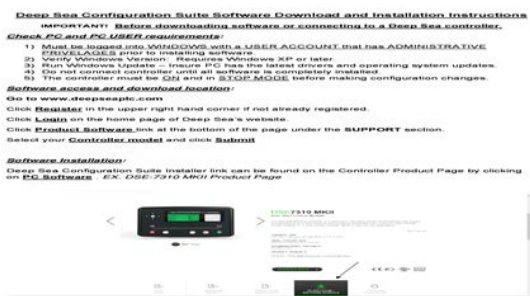 Deep Sea Configuration Suite Software Download and Installation Instructions
IMPORTANT! Before downloading software or connecting to a Deep Sea controller.
Check PC and PC USER requirements:
1) Must be logged into WINDOWS with a USER ACCOUNT that has ADMINISTRATIVE
PRIVELAGES prior to installing software.
2) Verify Windows Version: Requires Windows XP or later.
3) Run Windows Update – Insure PC has the latest drivers and operating system updates.
4) Do not connect controller until all software is completely installed.
5) The controller must be ON and in STOP MODE before making configuration changes.
Software access and download location:
Go to www.deepseaplc.com
Click Register in the upper right hand corner if not already registered.
Click Login on the home page of Deep Sea's website.
Click Product Software link at the bottom of the page under the SUPPORT section.
Select your Controller model and click Submit
Software Installation:
Deep Sea Configuration Suite Installer link can be found on the Controller Product Page by clicking
on PC Software . EX. DSE-7310 MKII Product Page
DSE7310 MKII